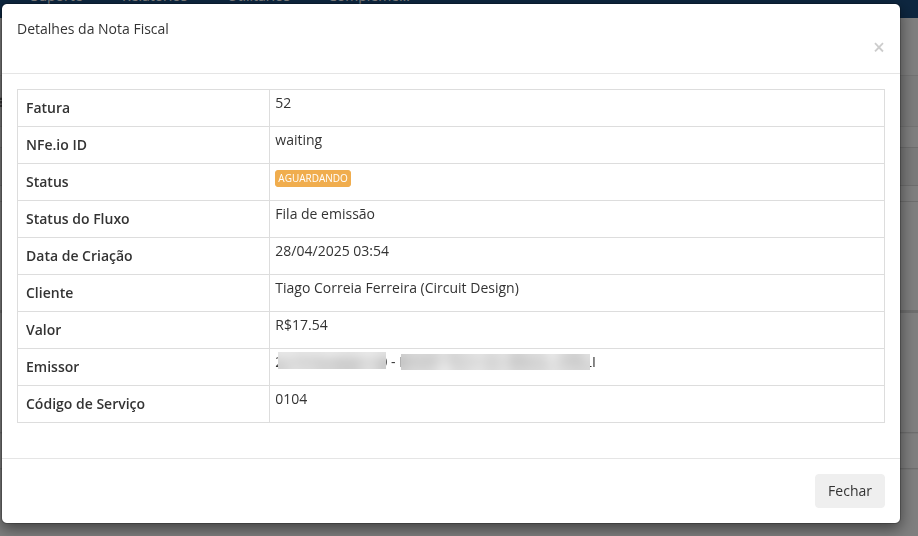 Detalhes da Nota Fiscal
×
Fatura 52
NFe.io ID waiting
Status AGUARDANDO
Status do Fluxo Fila de emissão
Data de Criação 28/04/2025 03:54
Cliente Tiago Correia Ferreira (Circuit Design)
Valor R$17.54
Emissor -
Código de Serviço 0104
Fechar